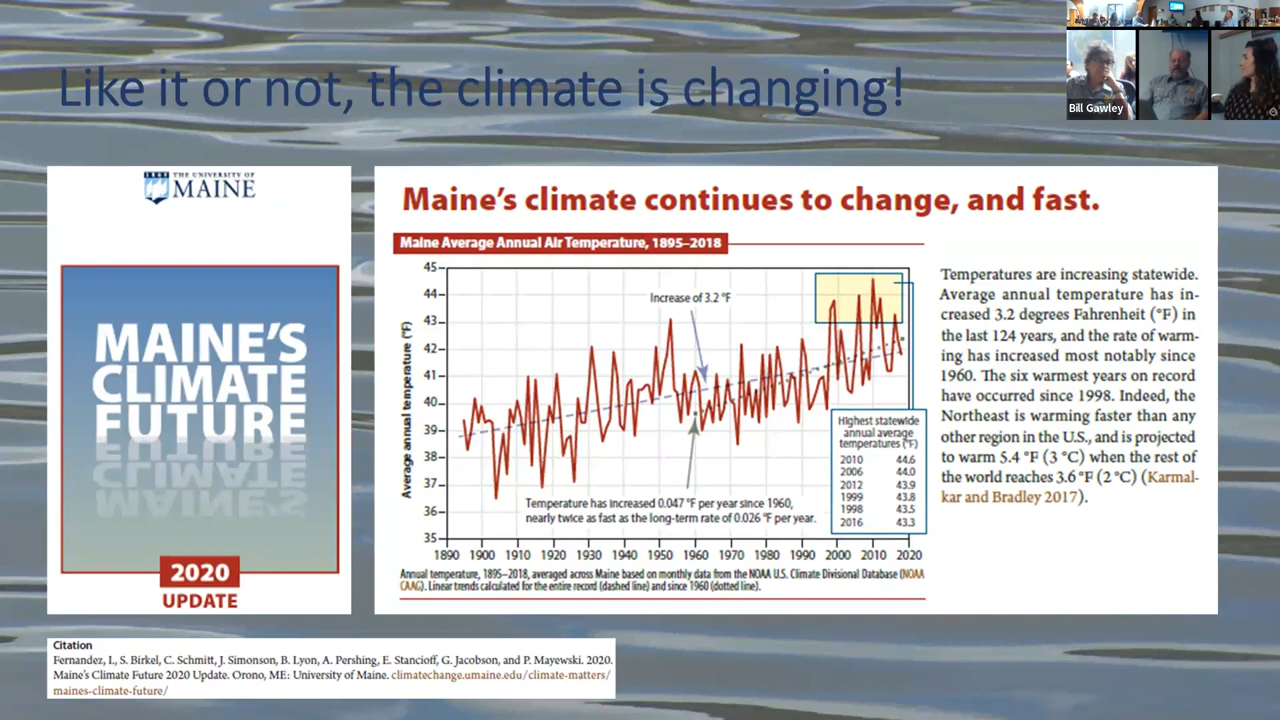 Like it or not, the climate is changing!
Bill Gawley
THE UNIVERSITY OF
MAINE
MAINE'S
CLIMATE
FUTURE
2020
UPDATE
Maine's climate continues to change, and fast.
Maine Average Annual Air Temperature, 1895–2018
Average annual temperature (°F)
45
44
43
42
41
40
39
38
37
36
35
1890 1900 1910 1920 1930 1940 1950 1960 1970 1980 1990 2000 2010 2020
Increase of 3.2 °F
Temperature has increased 0.047 °F per year since 1960,
nearly twice as fast as the long-term rate of 0.026 °F per year.
Highest statewide
annual average
temperatures (°F)
2010 44.6
2006 44.0
2012 43.9
1999 43.8
1998 43.5
2016 43.3
Annual temperature, 1895–2018, averaged across Maine based on monthly data from the NOAA U.S. Climate Divisional Database (NOAA
CAAG). Linear trends calculated for the entire record (dashed line) and since 1960 (dotted line).
Temperatures are increasing statewide.
Average annual temperature has in-
creased 3.2 degrees Fahrenheit (°F) in
the last 124 years, and the rate of warm-
ing has increased most notably since
1960. The six warmest years on record
have occurred since 1998. Indeed, the
Northeast is warming faster than any
other region in the U.S., and is projected
to warm 5.4 °F (3 °C) when the rest of
the world reaches 3.6 °F (2 °C) (Karmal-
kar and Bradley 2017).
Citation
Fernandez, I., S. Birkel, C. Schmitt, J. Simonson, B. Lyon, A. Pershing, E. Stancioff, G. Jacobson, and P. Mayewski. 2020.
Maine's Climate Future 2020 Update. Orono, ME: University of Maine. climatechange.umaine.edu/climate-matters/
maines-climate-future/